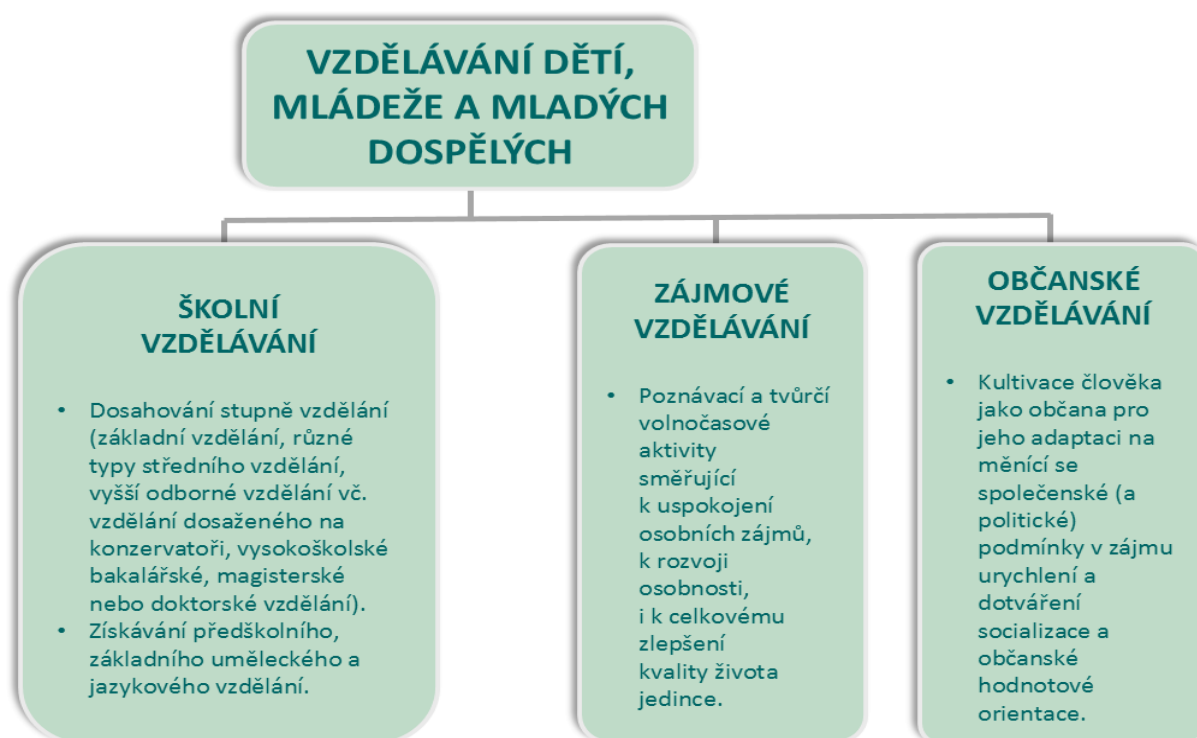 VZDĚLÁVÁNÍ DĚTÍ,
MLÁDEŽE A MLADÝCH
DOSPĚLÝCH
ŠKOLNÍ
VZDĚLÁVÁNÍ
• Dosahování stupně vzdělání
(základní vzdělání, různé
typy středního vzdělání,
vyšší odborné vzdělání vč.
vzdělání dosaženého na
konzervatoři, vysokoškolské
bakalářské, magisterské
nebo doktorské vzdělání).
• Získávání předškolního,
základního uměleckého a
jazykového vzdělání.
ZÁJMOVÉ
VZDĚLÁVÁNÍ
• Poznávací a tvůrčí
volnočasové
aktivity
směřující
k uspokojení
osobních zájmů,
k rozvoji
osobnosti,
i k celkovému
zlepšení
kvality života
jedince.
OBČANSKÉ
VZDĚLÁVÁNÍ
• Kultivace člověka
jako občana pro
jeho adaptaci na
měnící se
společenské (a
politické)
podmínky v zájmu
urychlení a
dotváření
socializace a
občanské
hodnotové
orientace.